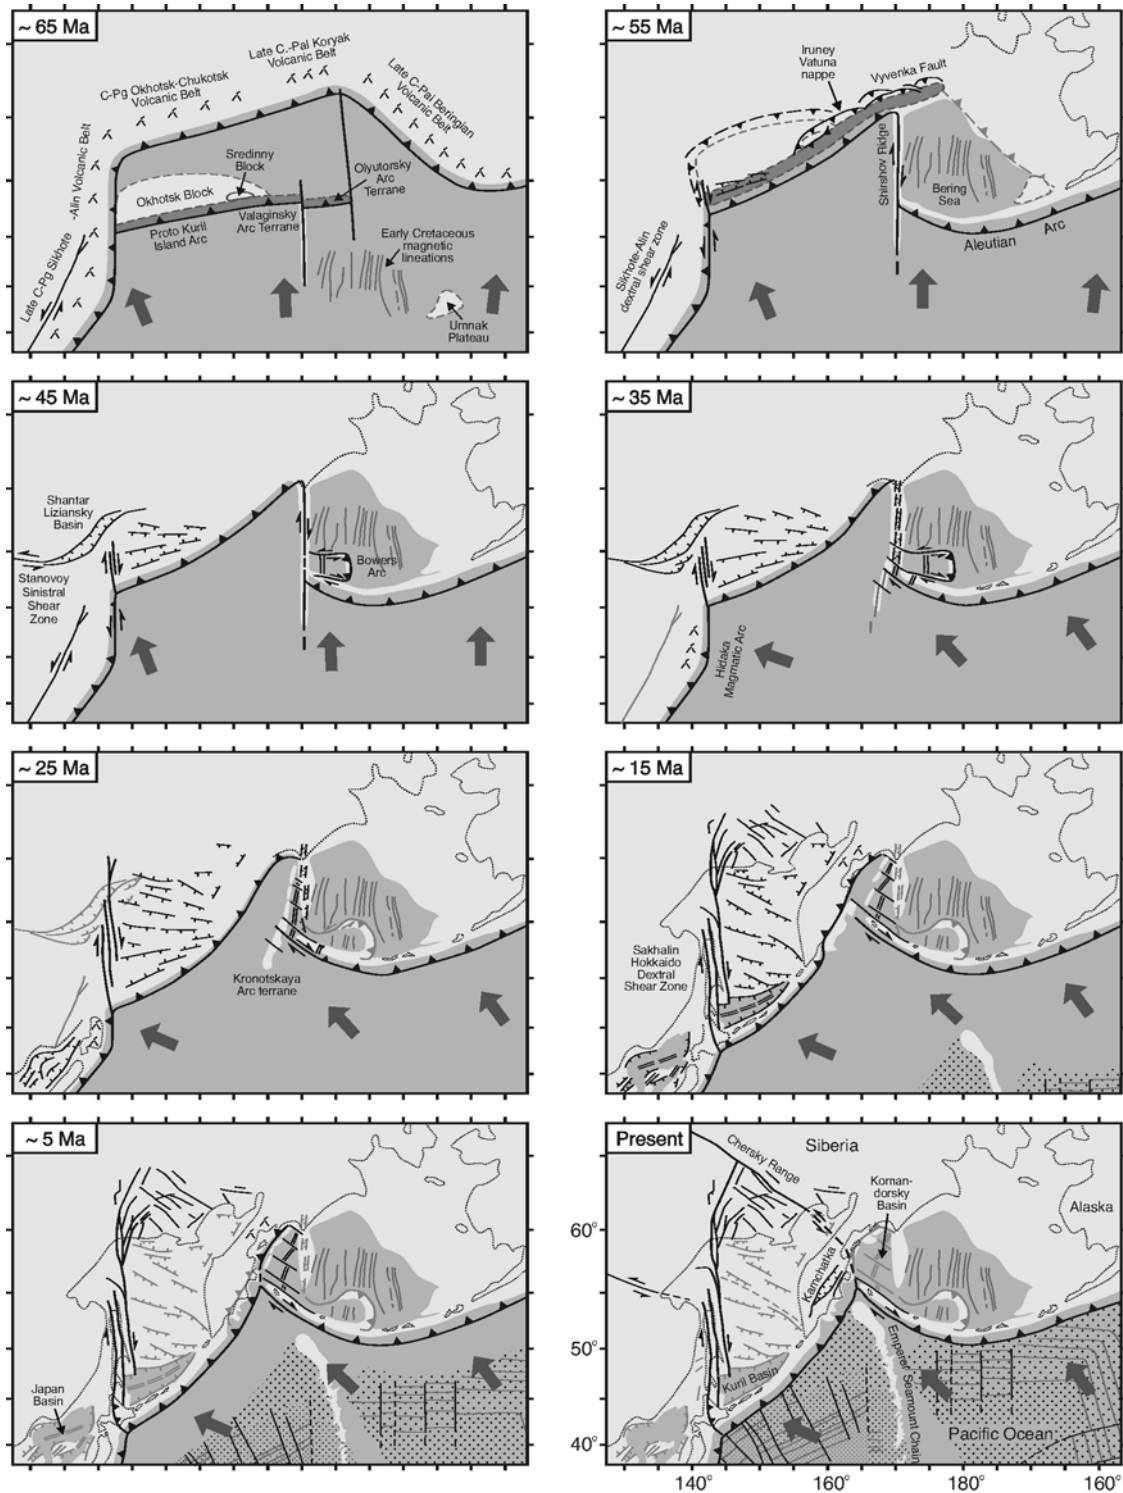 ~ 65 Ma
Late C.-Pal Koryak
Volcanic Belt
C-Pg Okhotsk-Chukotsk
Volcanic Belt
Late C-Pal Beringian
Volcanic Belt
Late C-Pg Sikhote
-Alin Volcanic Belt
Sredinny
Block
Okhotsk Block
Olyutorsky
Arc
Terrane
Proto Kuril
Island Arc
Valaginsky
Arc Terrane
Early Cretaceous
magnetic
lineations
Umnak
Plateau
~ 55 Ma
Iruney
Vatuna
nappe
Vyvenka Fault
Shirshov Ridge
Bering
Sea
Aleutian Arc
Sikhote-Alin
dextral shear zone
~ 45 Ma
Shantar
Liziansky
Basin
Stanovoy
Sinistral
Shear
Zone
Bowers
Arc
~ 35 Ma
Hidaka
Magmatic Arc
~ 25 Ma
Kronotskaya
Arc terrane
~ 15 Ma
Sakhalin
Hokkaido
Dextral
Shear Zone
~ 5 Ma
Japan
Basin
Present
Chersky Range
Siberia
Koman-
dorsky
Basin
Alaska
Kamchatka
Kuril Basin
Emperer Seamount Chain
Pacific Ocean
60°
50°
40°
140° 160° 180° 160°